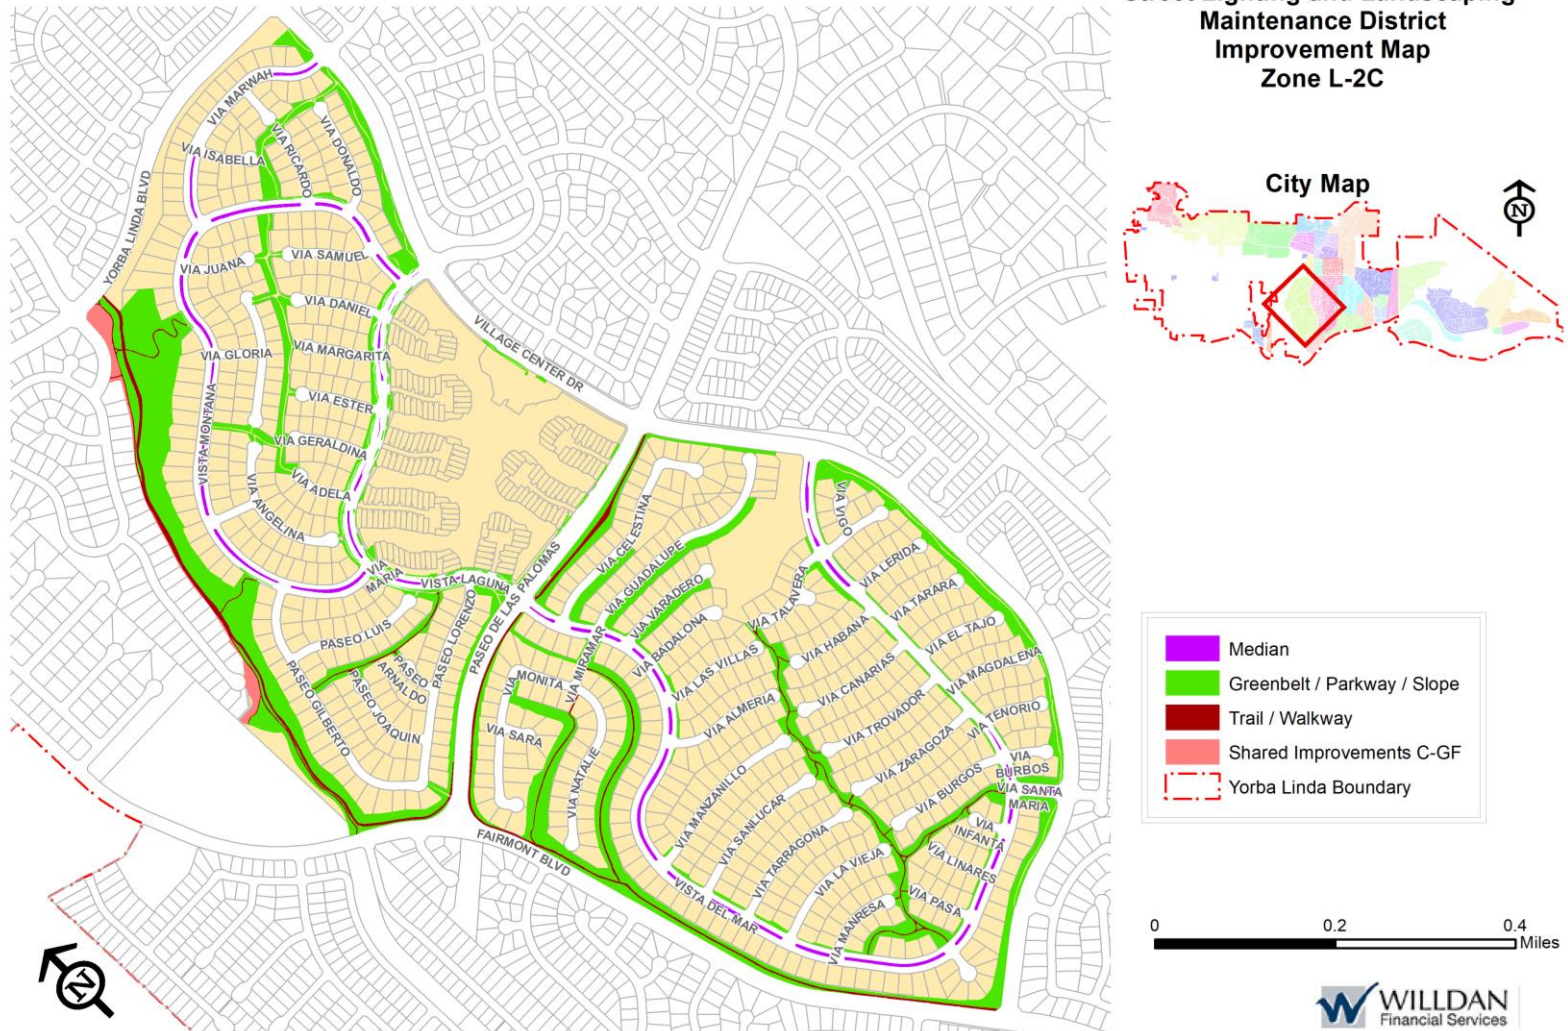 Street Lighting and Landscaping
Maintenance District
Improvement Map
Zone L-2C
City Map
N
VIA MARWAH
VIA ISABELLA
VIA RICARDO
VIA DONALDO
YORBA LINDA BLVD
VIA JUANA
VIA SAMUEL
VIA DANIEL
VILLAGE CENTER DR
VIA GLORIA
VIA MARGARITA
VIA ESTER
VISTA MONTANA
VIA GERALDINA
VIA ADELA
VIA ANGELINA
VIA
MARIA
VISTA LAGUNA
PASEO DE LAS PALOMAS
VIA CELESTINA
VIA GUADALUPE
VIA VARADERO
VIA BADALONA
VIA VIGO
VIA LERIDA
VIA TARARA
VIA EL TAJO
VIA MAGDALENA
VIA TENORIO
VIA TALAVERA
VIA HABANA
VIA CANARIAS
VIA TROVADOR
VIA ZARAGOZA
VIA BURGOS
VIA
BURBOS
VIA SANTA
MARIA
VIA LAS VILLAS
VIA ALMERIA
VIA MANZANILLO
VIA SANLUCAR
VIA TARRAGONA
VIA LA VIEJA
VIA MANRESA
VIA PASA
VIA LINARES
VIA
INFANTA
PASEO LUIS
PASEO LORENZO
PASEO
ARNALDO
PASEO JOAQUIN
PASEO GILBERTO
VIA MIRAMAR
VIA MONITA
VIA SARA
VIA NATALIE
FAIRMONT BLVD
VISTA DEL MAR
N
Median
Greenbelt / Parkway / Slope
Trail / Walkway
Shared Improvements C-GF
Yorba Linda Boundary
0 0.2 0.4
Miles
WILLDAN
Financial Services